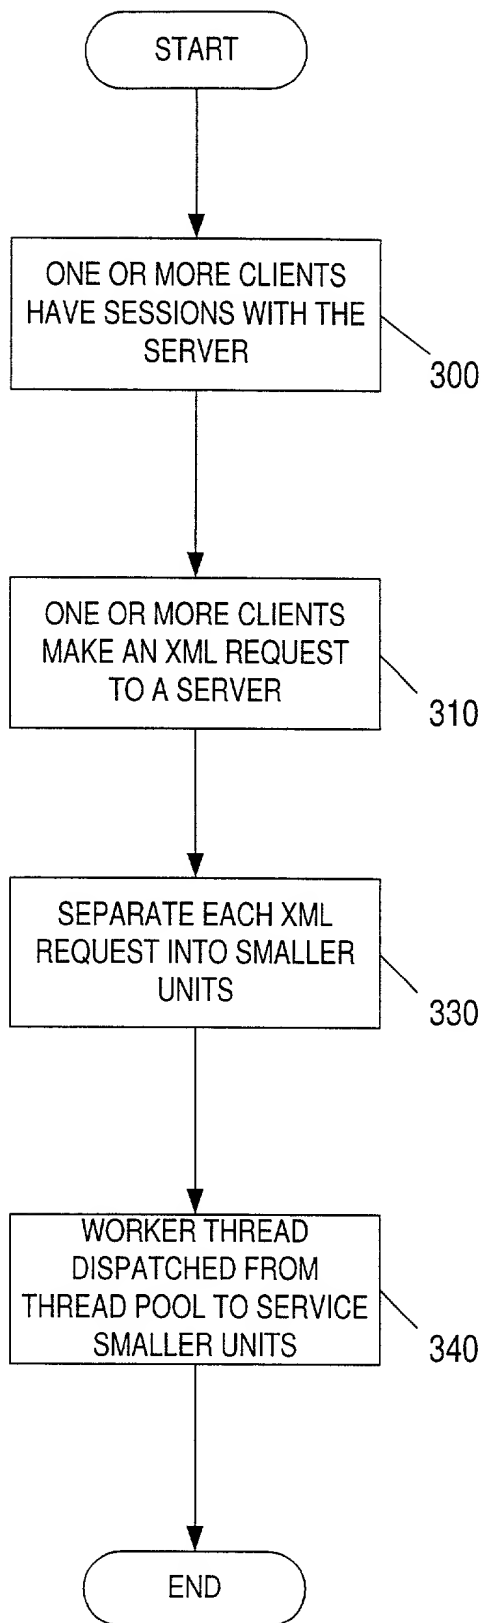 START
ONE OR MORE CLIENTS
HAVE SESSIONS WITH THE
SERVER
300
ONE OR MORE CLIENTS
MAKE AN XML REQUEST
TO A SERVER
310
SEPARATE EACH XML
REQUEST INTO SMALLER
UNITS
330
WORKER THREAD
DISPATCHED FROM
THREAD POOL TO SERVICE
SMALLER UNITS
340
END